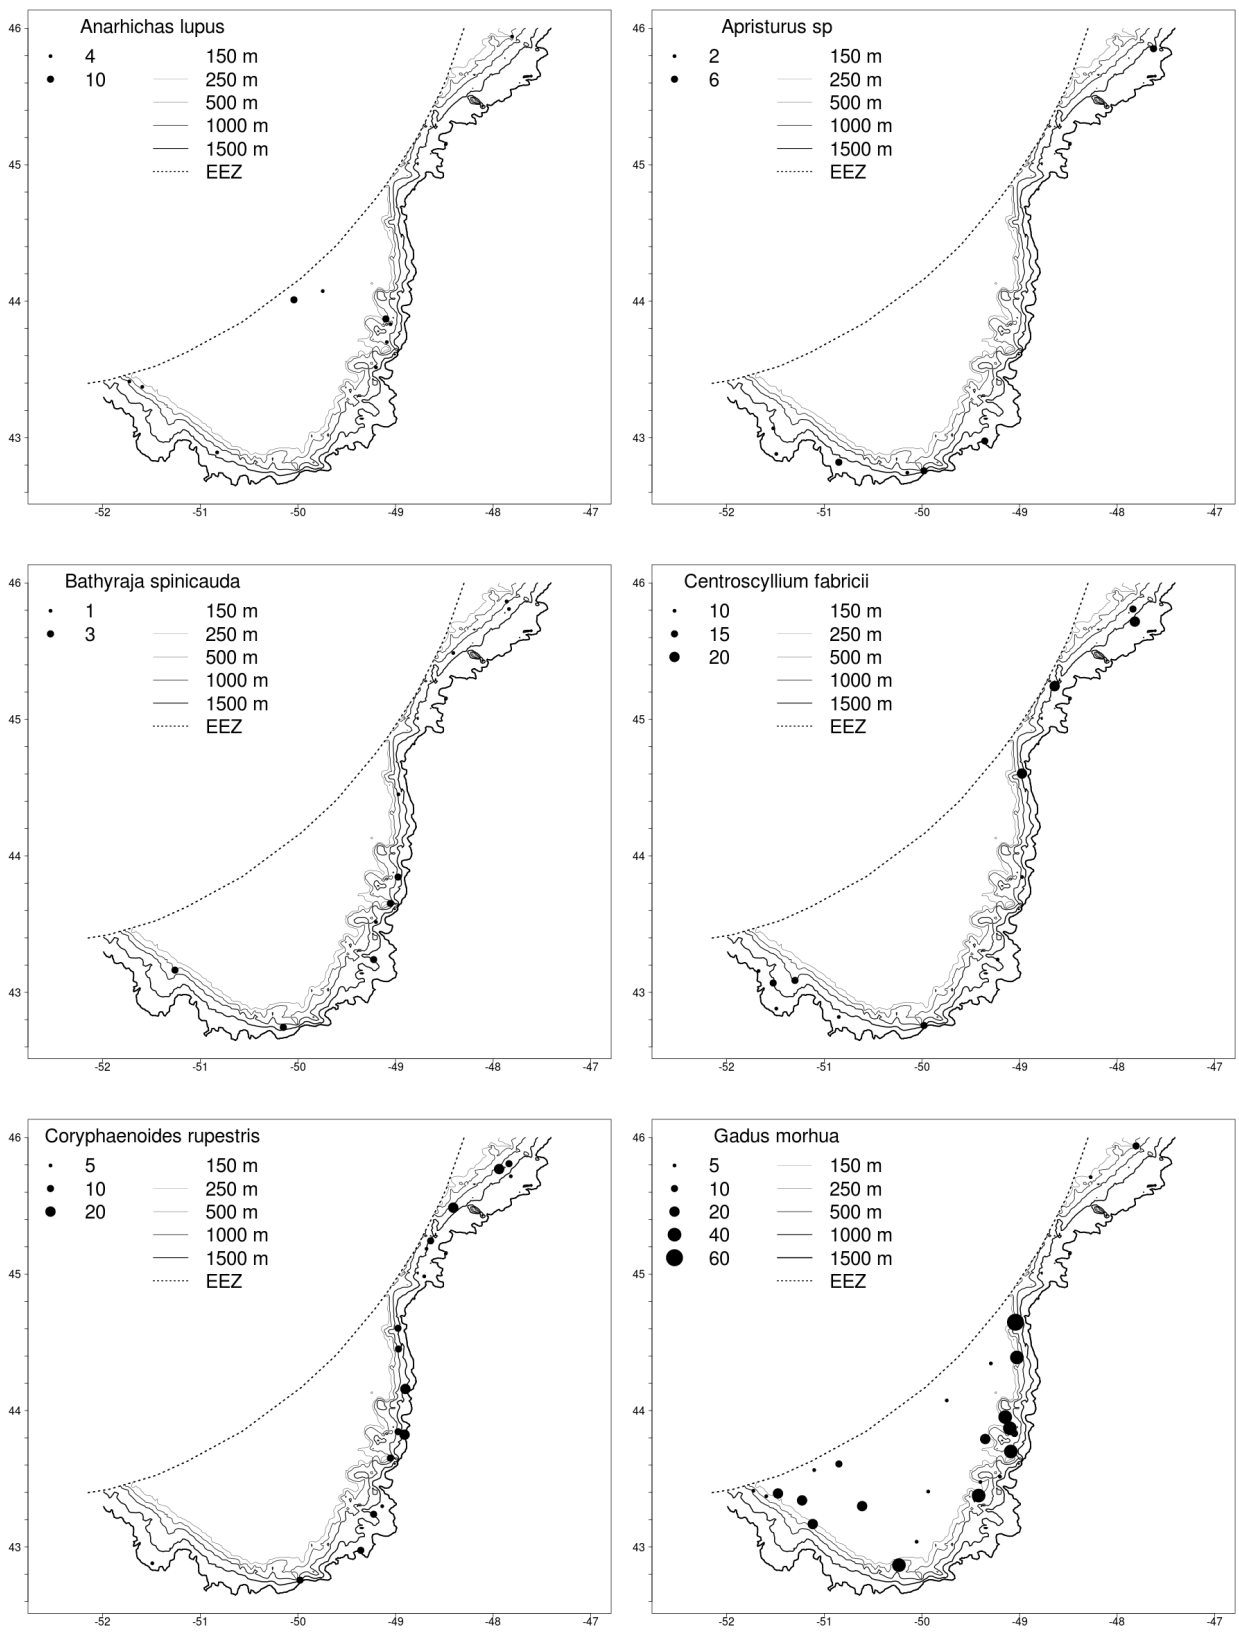 Anarhichas lupus
4 150 m
10 250 m
500 m
1000 m
1500 m
EEZ
46
45
44
43
-52 -51 -50 -49 -48 -47
Apristurus sp
2 150 m
6 250 m
500 m
1000 m
1500 m
EEZ
46
45
44
43
-52 -51 -50 -49 -48 -47
Bathyraja spinicauda
1 150 m
3 250 m
500 m
1000 m
1500 m
EEZ
46
45
44
43
-52 -51 -50 -49 -48 -47
Centroscyllium fabricii
10 150 m
15 250 m
20 500 m
1000 m
1500 m
EEZ
46
45
44
43
-52 -51 -50 -49 -48 -47
Coryphaenoides rupestris
5 150 m
10 250 m
20 500 m
1000 m
1500 m
EEZ
46
45
44
43
-52 -51 -50 -49 -48 -47
Gadus morhua
5 150 m
10 250 m
20 500 m
40 1000 m
60 1500 m
EEZ
46
45
44
43
-52 -51 -50 -49 -48 -47